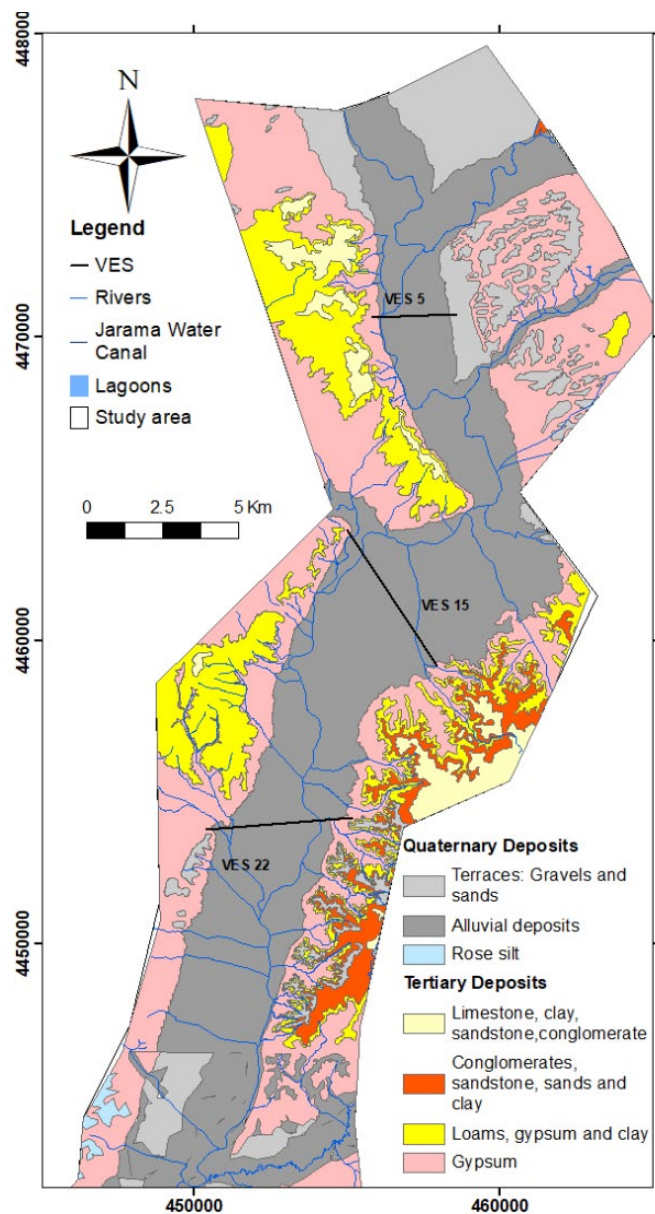 4480000
4470000
4460000
4450000
N
Legend
VES
Rivers
Jarama Water
Canal
Lagoons
Study area
0 2.5 5 Km
VES 5
VES 15
VES 22
Quaternary Deposits
Terraces: Gravels and
sands
Alluvial deposits
Rose silt
Tertiary Deposits
Limestone, clay,
sandstone,conglomerate
Conglomerates,
sandstone, sands and
clay
Loams, gypsum and clay
Gypsum
450000 460000